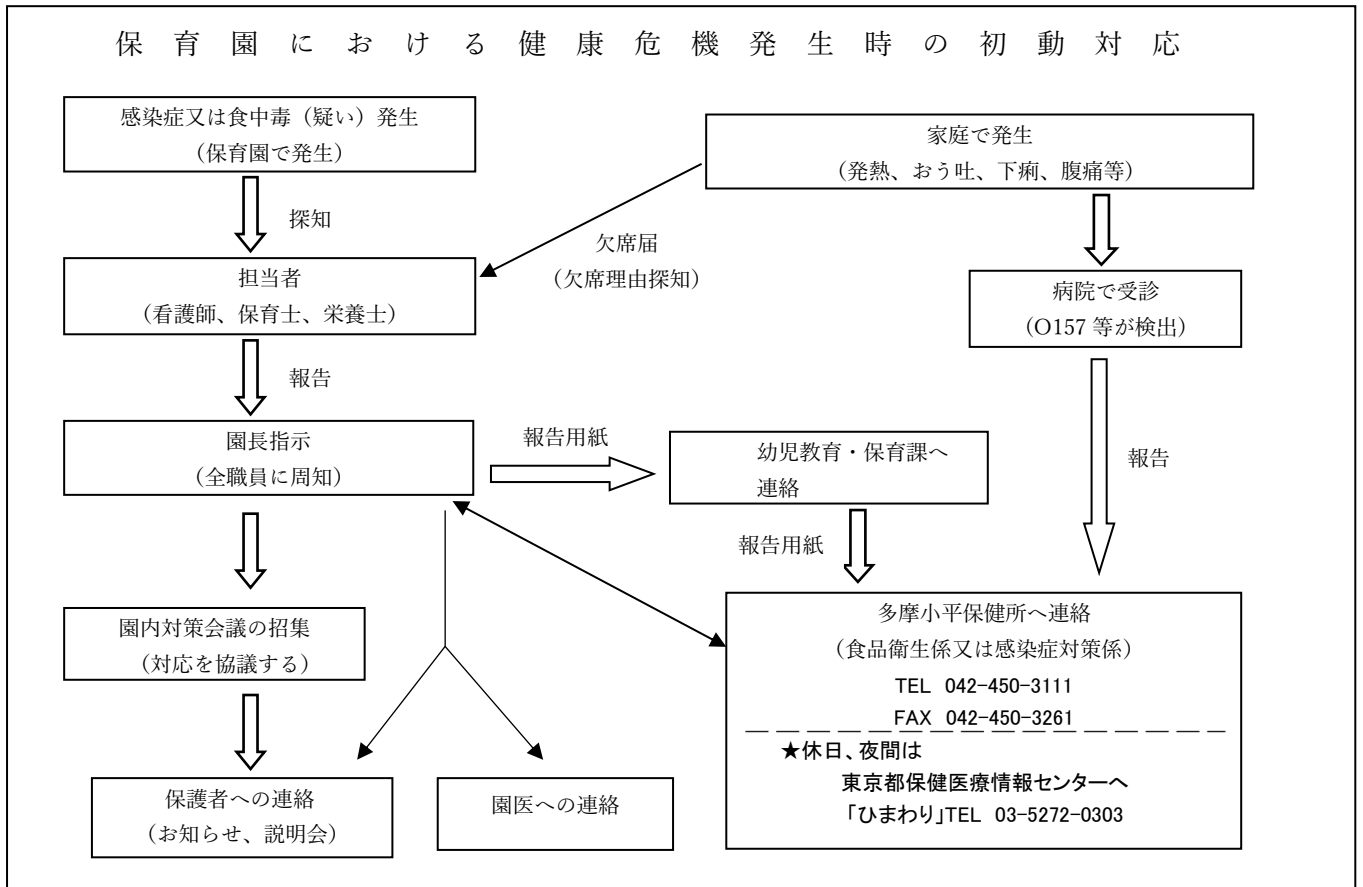 保育園における健康危機発生時の初動対応
感染症又は食中毒（疑い）発生
（保育園で発生）
家庭で発生
（発熱、おう吐、下痢、腹痛等）
探知
欠席届
（欠席理由探知）
担当者
（看護師、保育士、栄養士）
病院で受診
（O157 等が検出）
報告
園長指示
（全職員に周知）
報告用紙
幼児教育・保育課へ
連絡
報告
報告用紙
園内対策会議の招集
（対応を協議する）
多摩小平保健所へ連絡
（食品衛生係又は感染症対策係）
TEL 042-450-3111
FAX 042-450-3261
★休日、夜間は
東京都保健医療情報センターへ
「ひまわり」TEL 03-5272-0303
保護者への連絡
（お知らせ、説明会）
園医への連絡